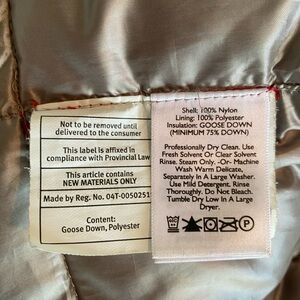 Not to be removed until
delivered to the consumer
This label is affixed in
compliance with Provincial Law
This article contains
NEW MATERIALS ONLY
Made by Reg. No. 04T-0050251
Content:
Goose Down, Polyester
Shell: 100% Nylon
Lining: 100% Polyester
Insulation: GOOSE DOWN
(MINIMUM 75% DOWN)
Professionally Dry Clean. Use
Fresh Solvent Or Clear Solvent
Rinse. Steam Only. -Or- Machine
Wash Warm Delicate,
Separately In A Large Washer.
Use Mild Detergent. Rinse
Thoroughly. Do Not Bleach.
Tumble Dry Low In A Large
Dryer.
P